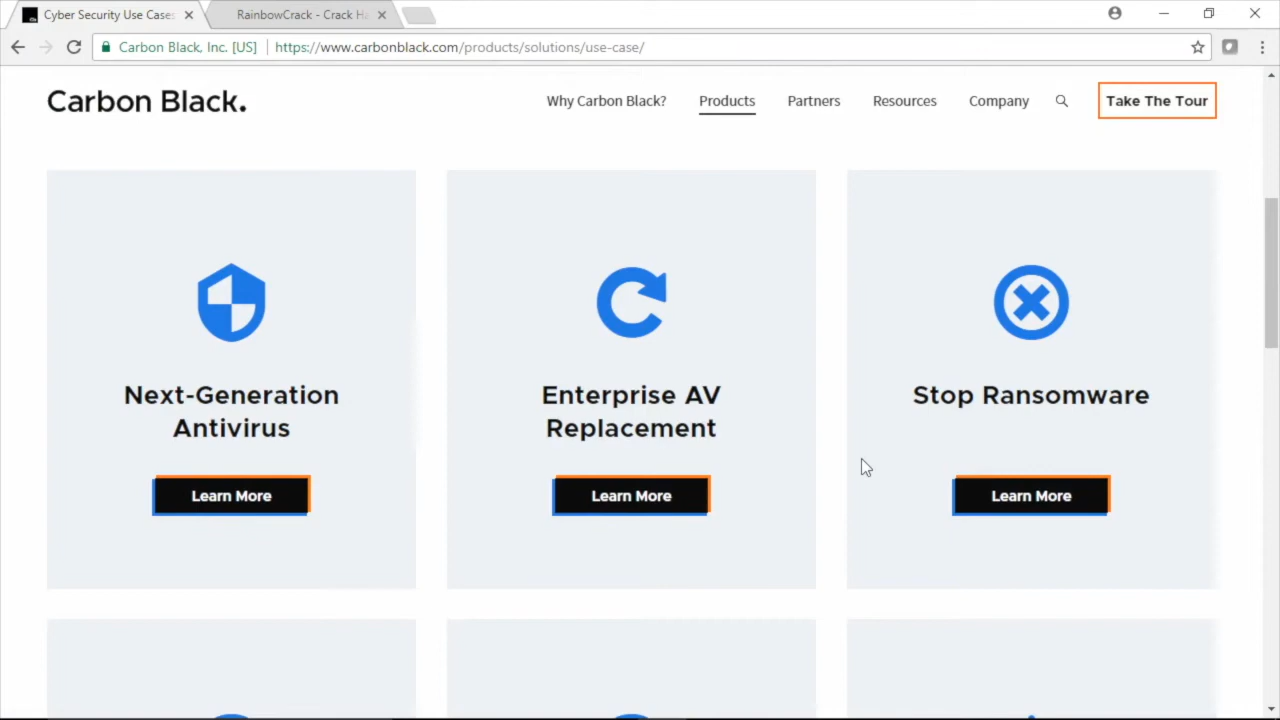 Cyber Security Use Cases
RainbowCrack - Crack Ha
Carbon Black, Inc. [US]
https://www.carbonblack.com/products/solutions/use-case/
Carbon Black.
Why Carbon Black?
Products
Partners
Resources
Company
Take The Tour
Next-Generation
Antivirus
Learn More
Enterprise AV
Replacement
Learn More
Stop Ransomware
Learn More